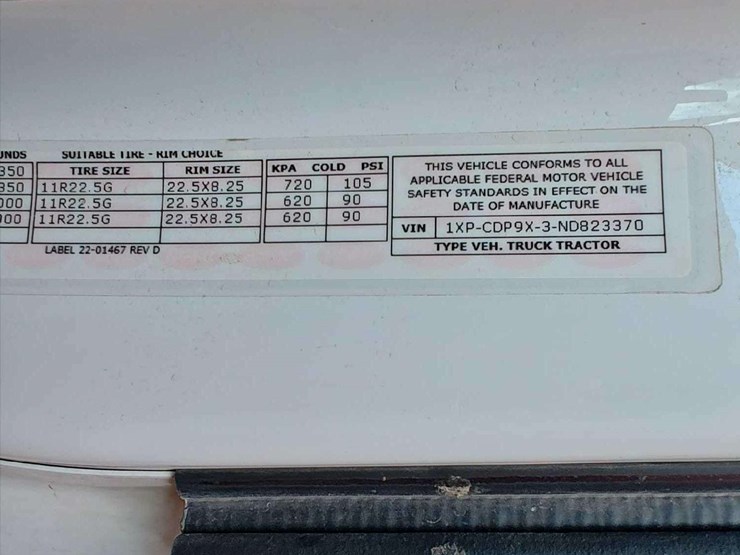 UNDS SUITABLE TIRE - RIM CHOICE
350 TIRE SIZE RIM SIZE KPA COLD PSI
350 11R22.5G 22.5X8.25 720 105
000 11R22.5G 22.5X8.25 620 90
000 11R22.5G 22.5X8.25 620 90
LABEL 22-01467 REV D
THIS VEHICLE CONFORMS TO ALL
APPLICABLE FEDERAL MOTOR VEHICLE
SAFETY STANDARDS IN EFFECT ON THE
DATE OF MANUFACTURE
VIN 1XP-CDP9X-3-ND823370
TYPE VEH. TRUCK TRACTOR